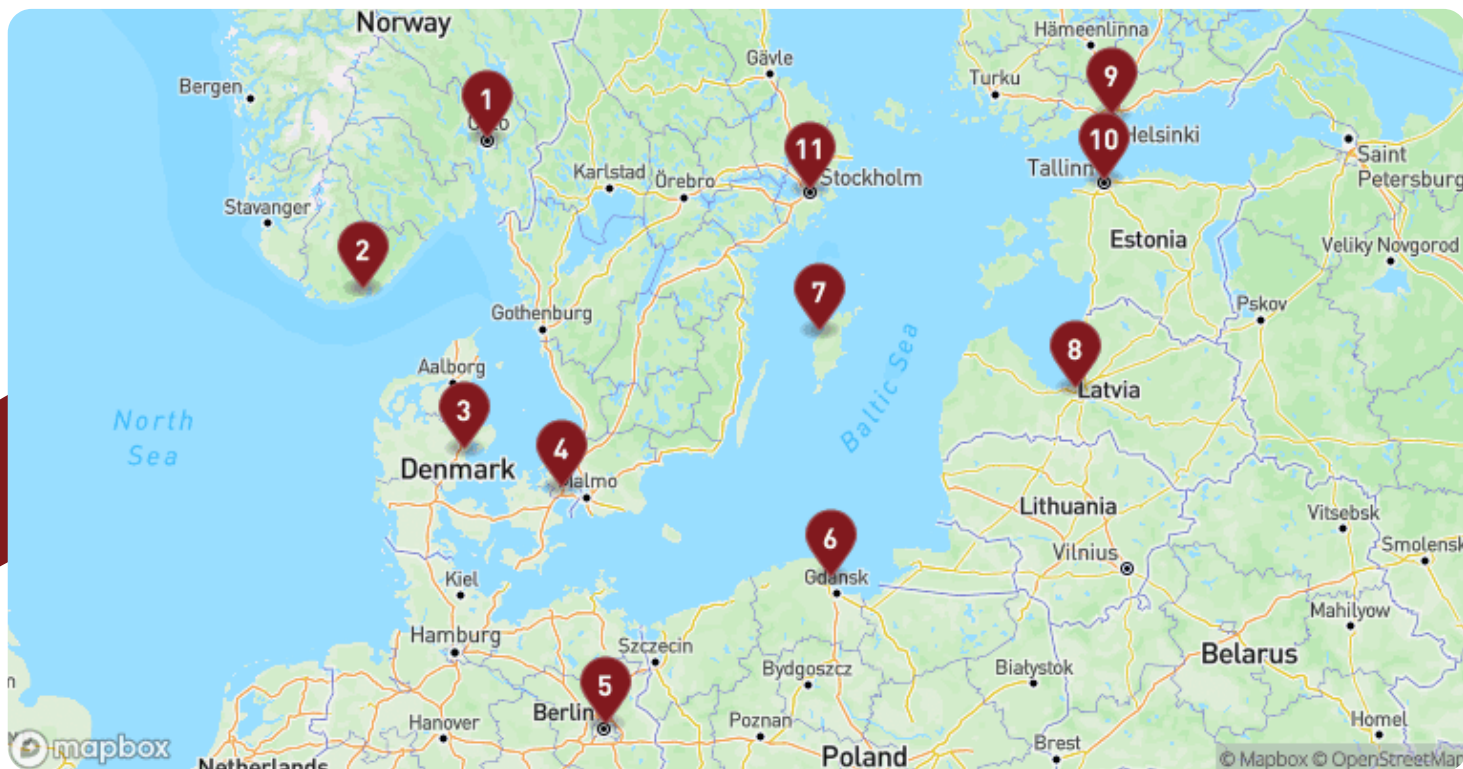 Norway
Hämeenlinna
Gävle
Bergen
Turku
9
1
10
Helsinki
11
Saint
Petersburg
Tallinn
Karlstad
Örebro
Stockholm
Stavanger
2
Estonia
Veliky Novgorod
7
Pskov
Gothenburg
8
Aalborg
Latvia
3
Baltic Sea
North
Sea
4
Denmark
Malmo
Lithuania
Vitsebsk
6
Vilnius
Smolensk
Kiel
Gdansk
Mahilyow
Hamburg
Szczecin
Belarus
Bydgoszcz
Białystok
5
Berlin
Hanover
Poznan
Homel
mapbox
Brest
Poland
Netherlands
© Mapbox © OpenStreetMap